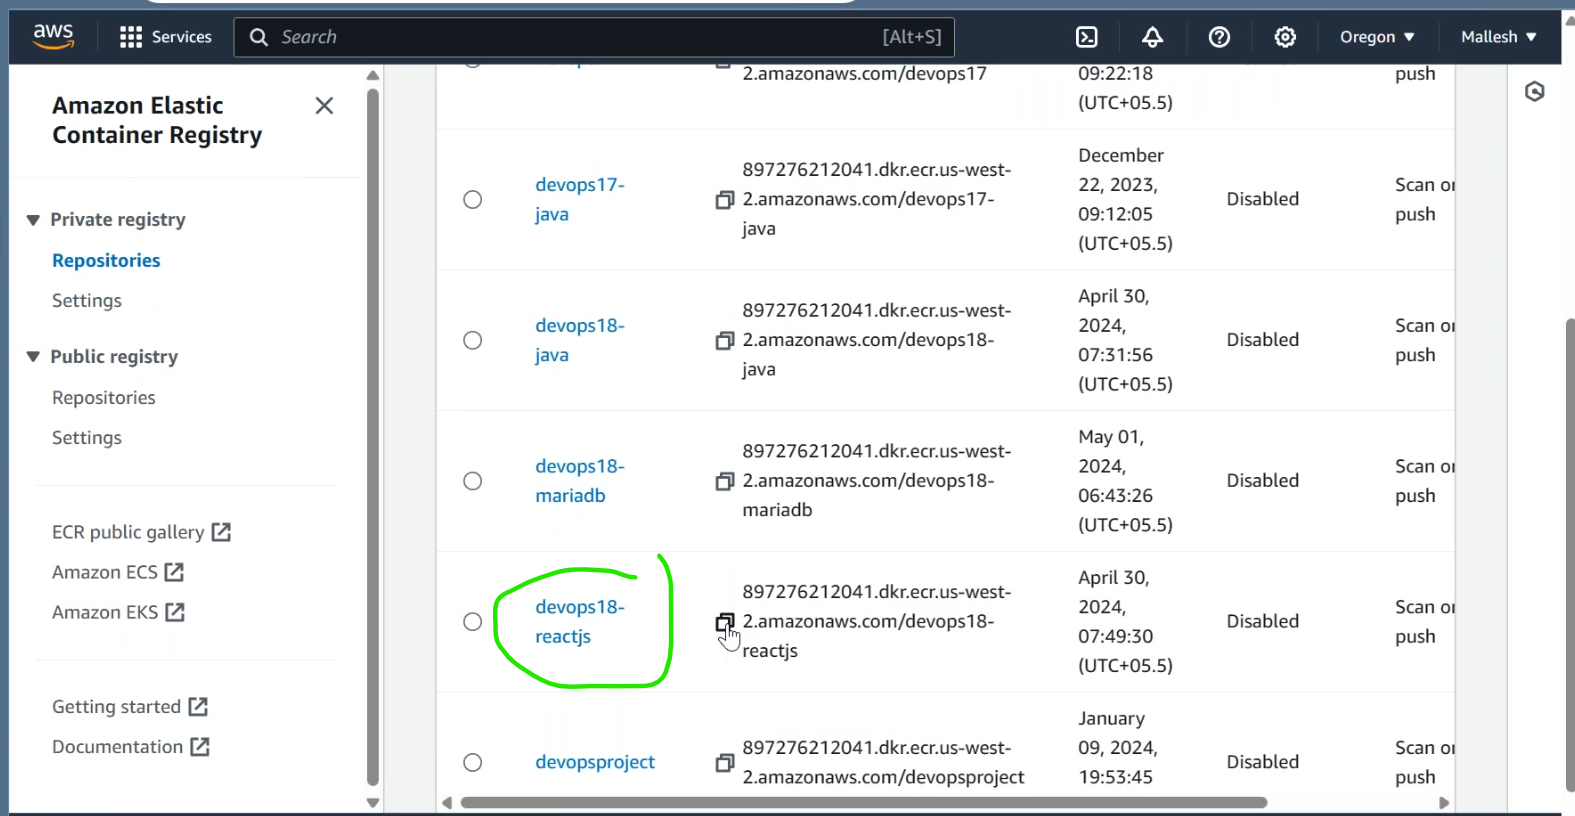 aws
Services
Search
[Alt+S]
Oregon ▼
Mallesh ▼
Amazon Elastic
Container Registry
Private registry
Repositories
Settings
Public registry
Repositories
Settings
ECR public gallery
Amazon ECS
Amazon EKS
Getting started
Documentation
2.amazonaws.com/devops17
09:22:18
(UTC+05.5)
push
devops17-
java
897276212041.dkr.ecr.us-west-
2.amazonaws.com/devops17-
java
December
22, 2023,
09:12:05
(UTC+05.5)
Disabled
Scan on
push
devops18-
java
897276212041.dkr.ecr.us-west-
2.amazonaws.com/devops18-
java
April 30,
2024,
07:31:56
(UTC+05.5)
Disabled
Scan on
push
devops18-
mariadb
897276212041.dkr.ecr.us-west-
2.amazonaws.com/devops18-
mariadb
May 01,
2024,
06:43:26
(UTC+05.5)
Disabled
Scan on
push
devops18-
reactjs
897276212041.dkr.ecr.us-west-
2.amazonaws.com/devops18-
reactjs
April 30,
2024,
07:49:30
(UTC+05.5)
Disabled
Scan on
push
devopsproject
897276212041.dkr.ecr.us-west-
2.amazonaws.com/devopsproject
January
09, 2024,
19:53:45
Disabled
Scan on
push